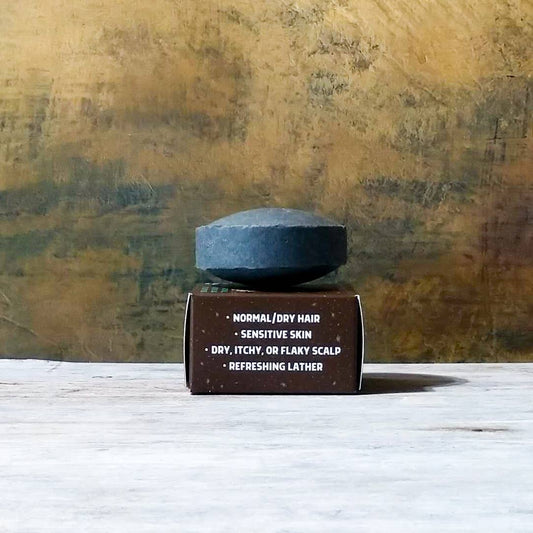 • NORMAL/DRY HAIR
• SENSITIVE SKIN
• DRY, ITCHY, OR FLAKY SCALP
• REFRESHING LATHER